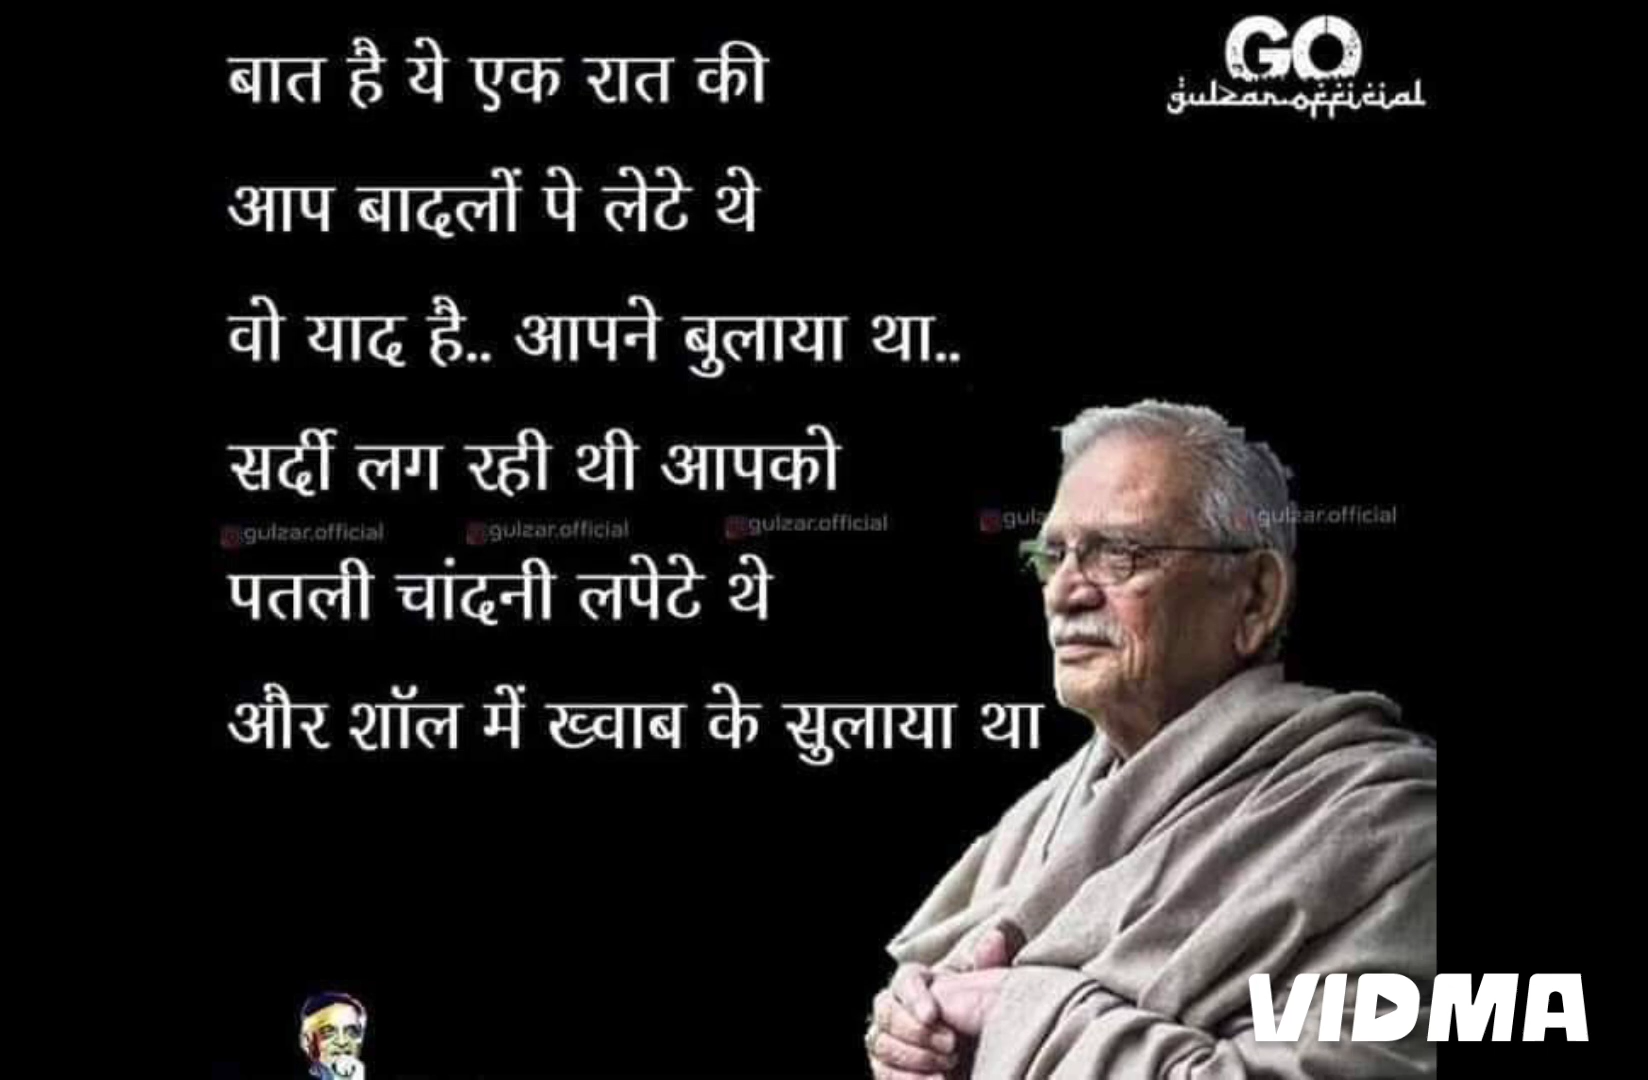 बात है ये एक रात की
GO
gulzar.official
आप बादलों पे लेटे थे
वो याद है.. आपने बुलाया था..
सर्दी लग रही थी आपको
gulzar.official gulzar.official gulzar.official gulz gulzar.official
पतली चांदनी लपेटे थे
और शॉल में ख्वाब के सुलाया था
VIDMA